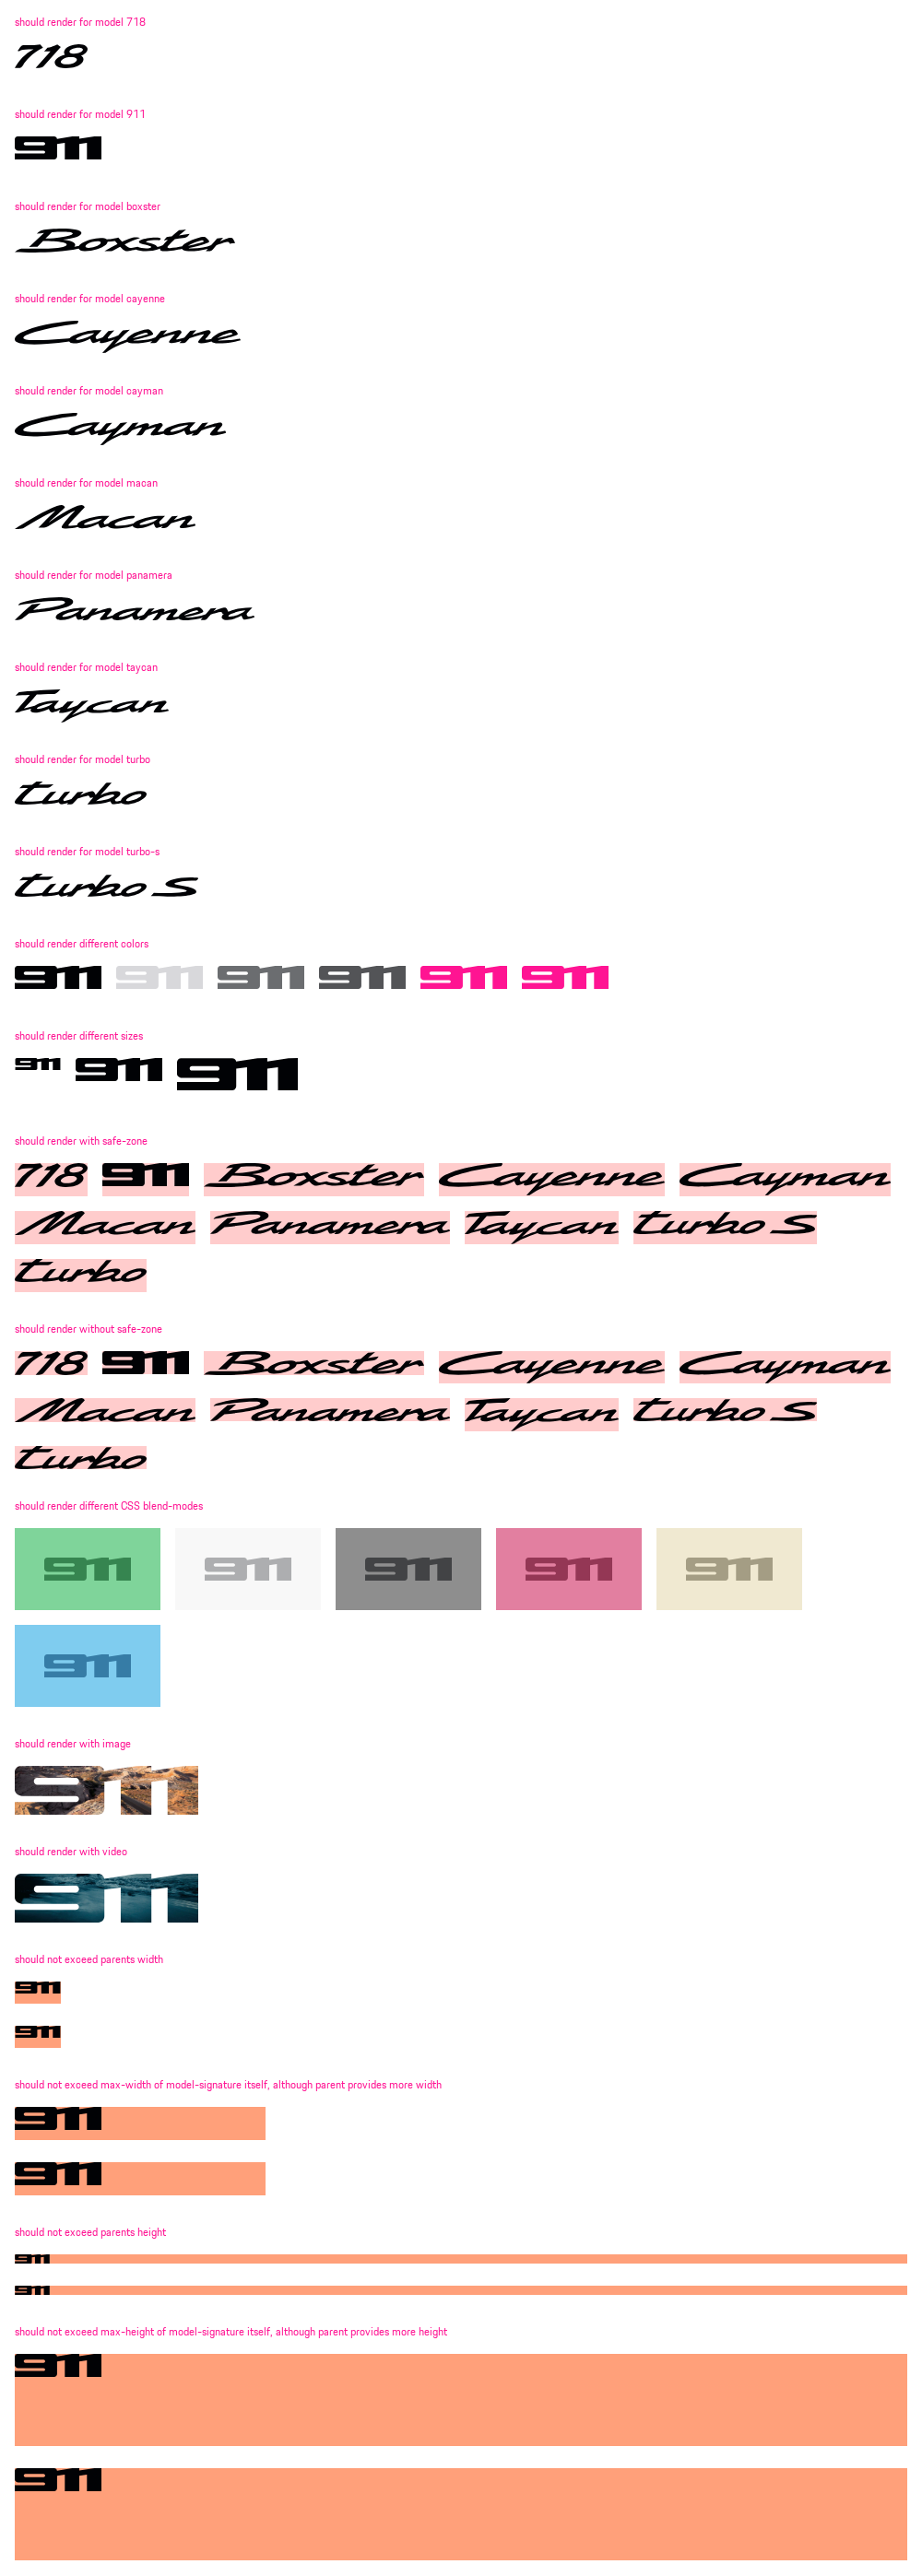 should render for model 718
718
should render for model 911
911
should render for model boxster
Boxster
should render for model cayenne
Cayenne
should render for model cayman
Cayman
should render for model macan
Macan
should render for model panamera
Panamera
should render for model taycan
Taycan
should render for model turbo
turbo
should render for model turbo-s
turbo S
should render different colors
911 911 911 911 911 911
should render different sizes
911 911 911
should render with safe-zone
718 911 Boxster Cayenne Cayman
Macan Panamera Taycan turbo S
turbo
should render without safe-zone
718 911 Boxster Cayenne Cayman
Macan Panamera Taycan turbo S
turbo
should render different CSS blend-modes
911 911 911 911 911
911
should render with image
911
should render with video
911
should not exceed parents width
911
911
should not exceed max-width of model-signature itself, although parent provides more width
911
911
should not exceed parents height
911
911
should not exceed max-height of model-signature itself, although parent provides more height
911
911